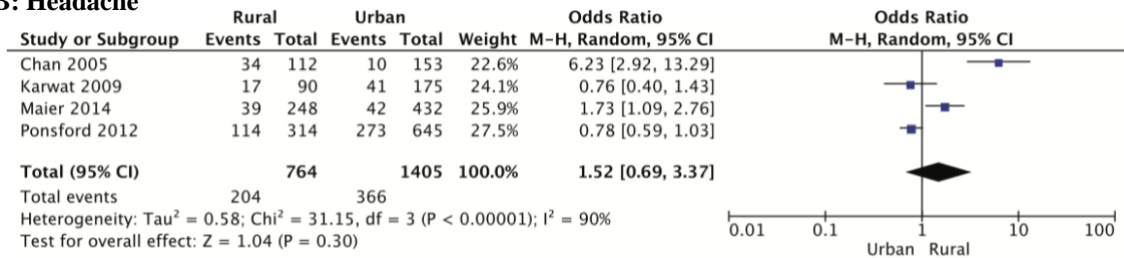 B: Headache
Rural Urban Odds Ratio Odds Ratio
Study or Subgroup Events Total Events Total Weight M-H, Random, 95% CI M-H, Random, 95% CI
Chan 2005 34 112 10 153 22.6% 6.23 [2.92, 13.29]
Karwat 2009 17 90 41 175 24.1% 0.76 [0.40, 1.43]
Maier 2014 39 248 42 432 25.9% 1.73 [1.09, 2.76]
Ponsford 2012 114 314 273 645 27.5% 0.78 [0.59, 1.03]
Total (95% CI) 764 1405 100.0% 1.52 [0.69, 3.37]
Total events 204 366
Heterogeneity: Tau² = 0.58; Chi² = 31.15, df = 3 (P < 0.00001); I² = 90%
Test for overall effect: Z = 1.04 (P = 0.30)
0.01 0.1 1 10 100
Urban Rural